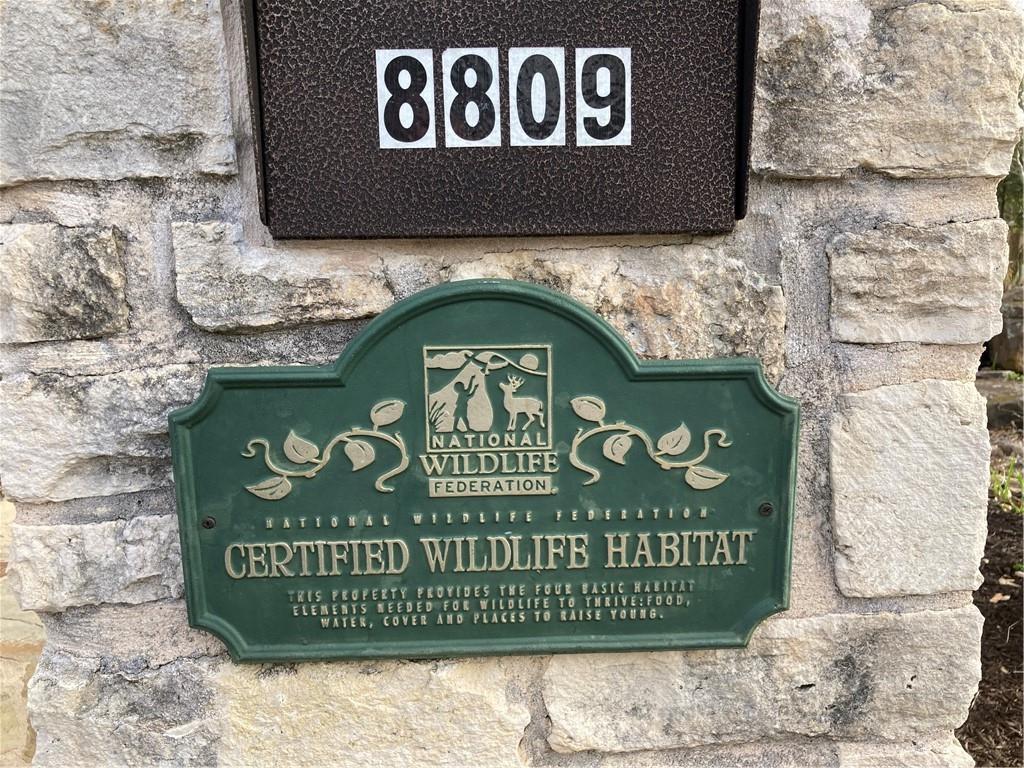 8809
NATIONAL
WILDLIFE
FEDERATION
NATIONAL WILDLIFE FEDERATION
CERTIFIED WILDLIFE HABITAT
THIS PROPERTY PROVIDES THE FOUR BASIC HABITAT
ELEMENTS NEEDED FOR WILDLIFE TO THRIVE: FOOD,
WATER, COVER AND PLACES TO RAISE YOUNG.